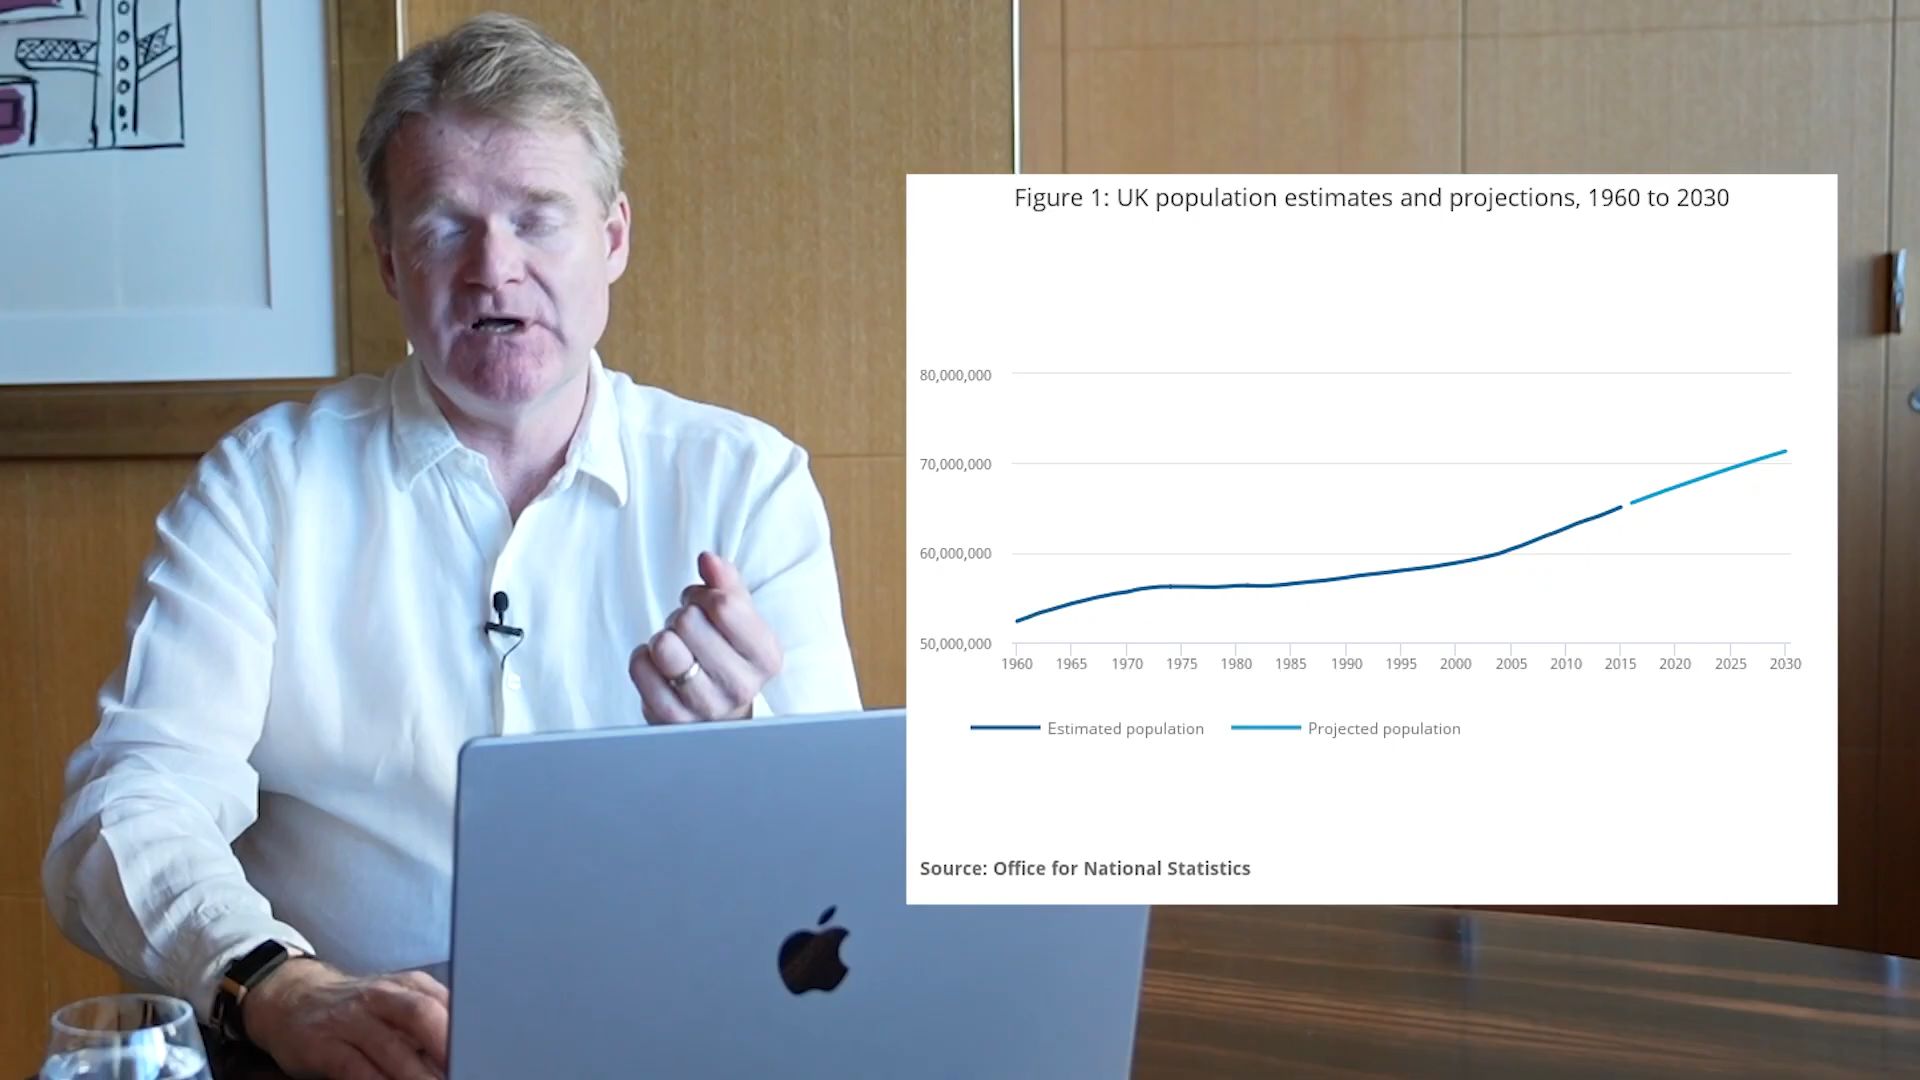 Figure 1: UK population estimates and projections, 1960 to 2030
80,000,000
70,000,000
60,000,000
50,000,000
1960 1965 1970 1975 1980 1985 1990 1995 2000 2005 2010 2015 2020 2025 2030
Estimated population Projected population
Source: Office for National Statistics